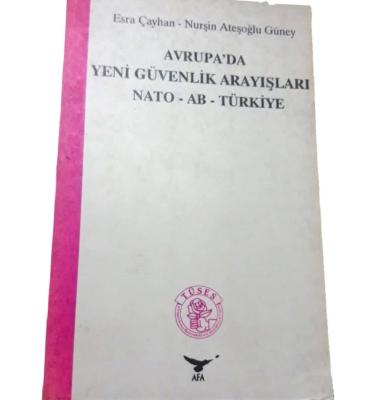 Esra Çayhan - Nurşin Ateşoğlu Güney
AVRUPA'DA
YENİ GÜVENLİK ARAYIŞLARI
NATO - AB - TÜRKİYE
TÜSES
AFA